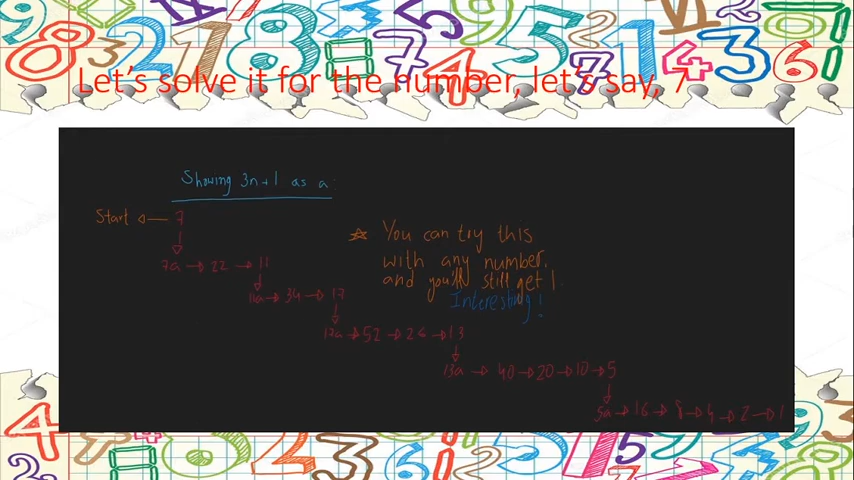 Let's solve it for the number, let's say, 7
Showing 3n+1 as a:
Start ← 7
7a → 22 → 11
11a → 34 → 17
17a → 52 → 26 → 13
13a → 40 → 20 → 10 → 5
5a → 16 → 8 → 4 → 2 → 1
☆ You can try this
with any number,
and you'll still get 1.
Interesting!